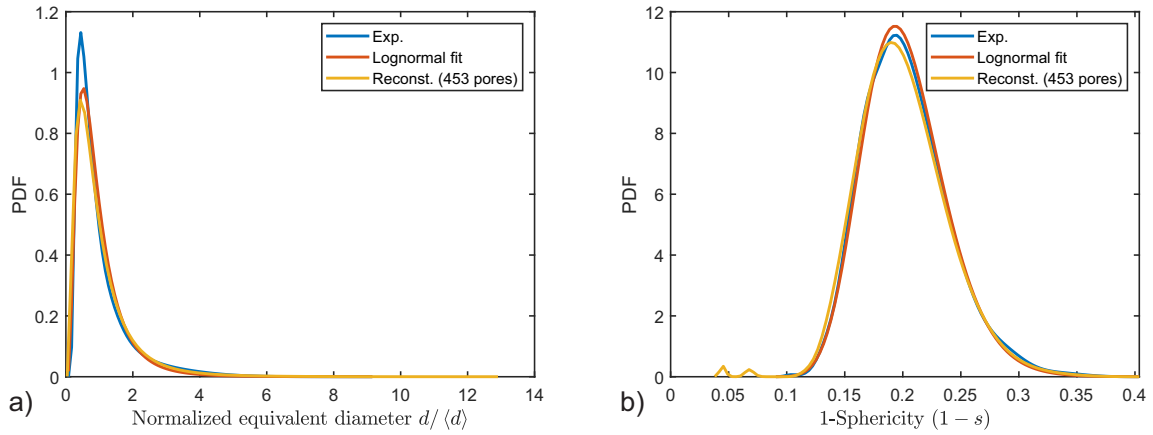 1.2
1
0.8
0.6
0.4
0.2
0
PDF
0 2 4 6 8 10 12 14
Normalized equivalent diameter d/ ⟨d⟩
a)
Exp.
Lognormal fit
Reconst. (453 pores)
12
10
8
6
4
2
0
PDF
0 0.05 0.1 0.15 0.2 0.25 0.3 0.35 0.4
1-Sphericity (1 − s)
b)
Exp.
Lognormal fit
Reconst. (453 pores)